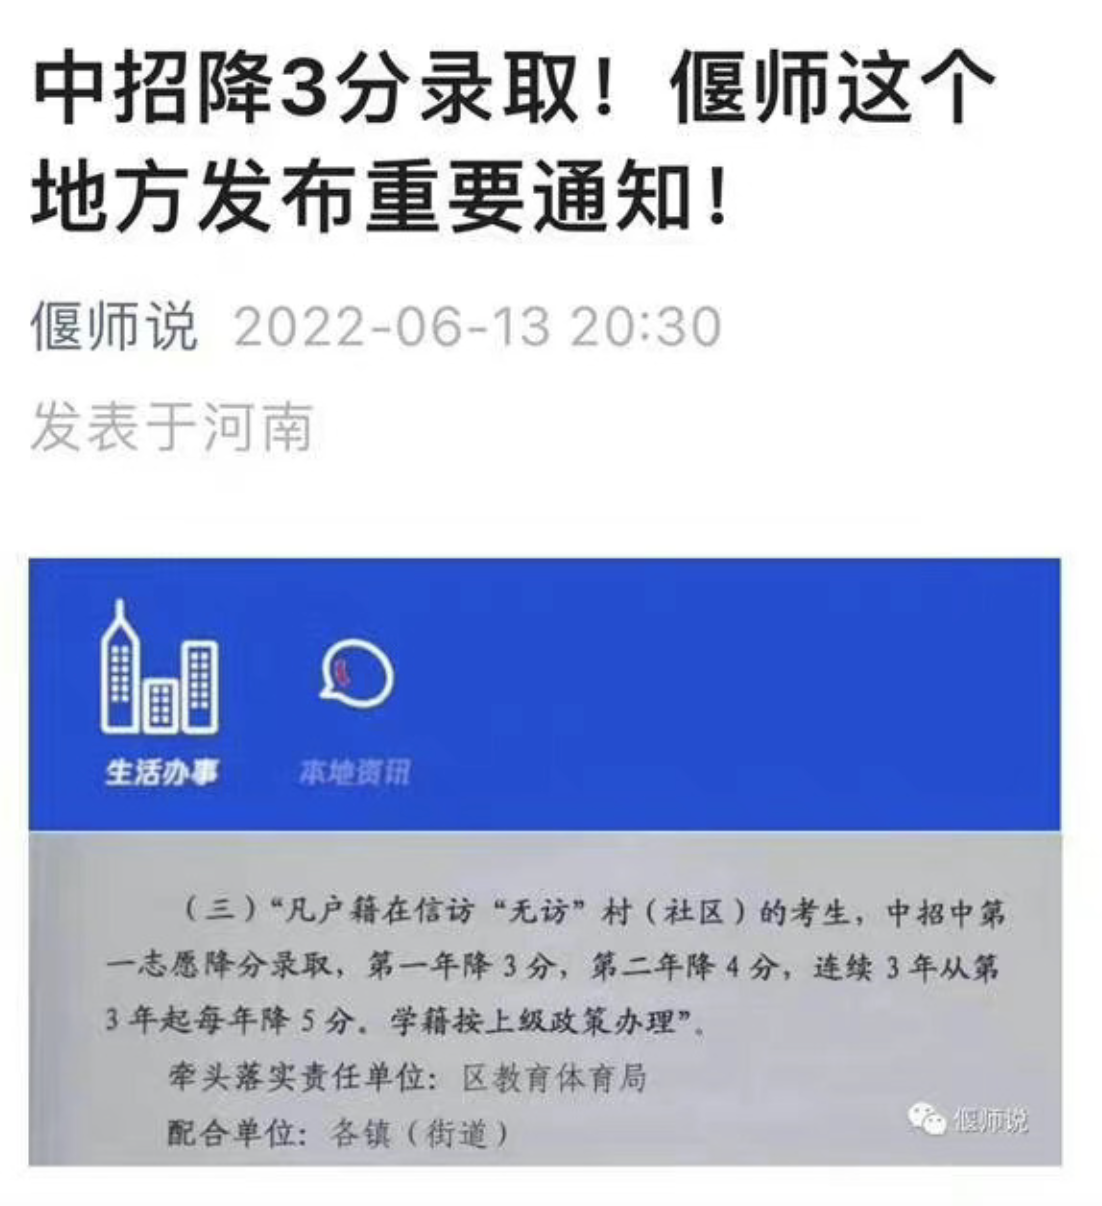 中招降3分录取！偃师这个
地方发布重要通知！
偃师说 2022-06-13 20:30
发表于河南
生活办事 本地资讯
（三）“凡户籍在信访“无访”村（社区）的考生，中招中第
一志愿降分录取，第一年降 3 分，第二年降 4 分，连续 3 年从第
3 年起每年降 5 分。学籍按上级政策办理”。
牵头落实责任单位：区教育体育局
配合单位：各镇（街道）
偃师说